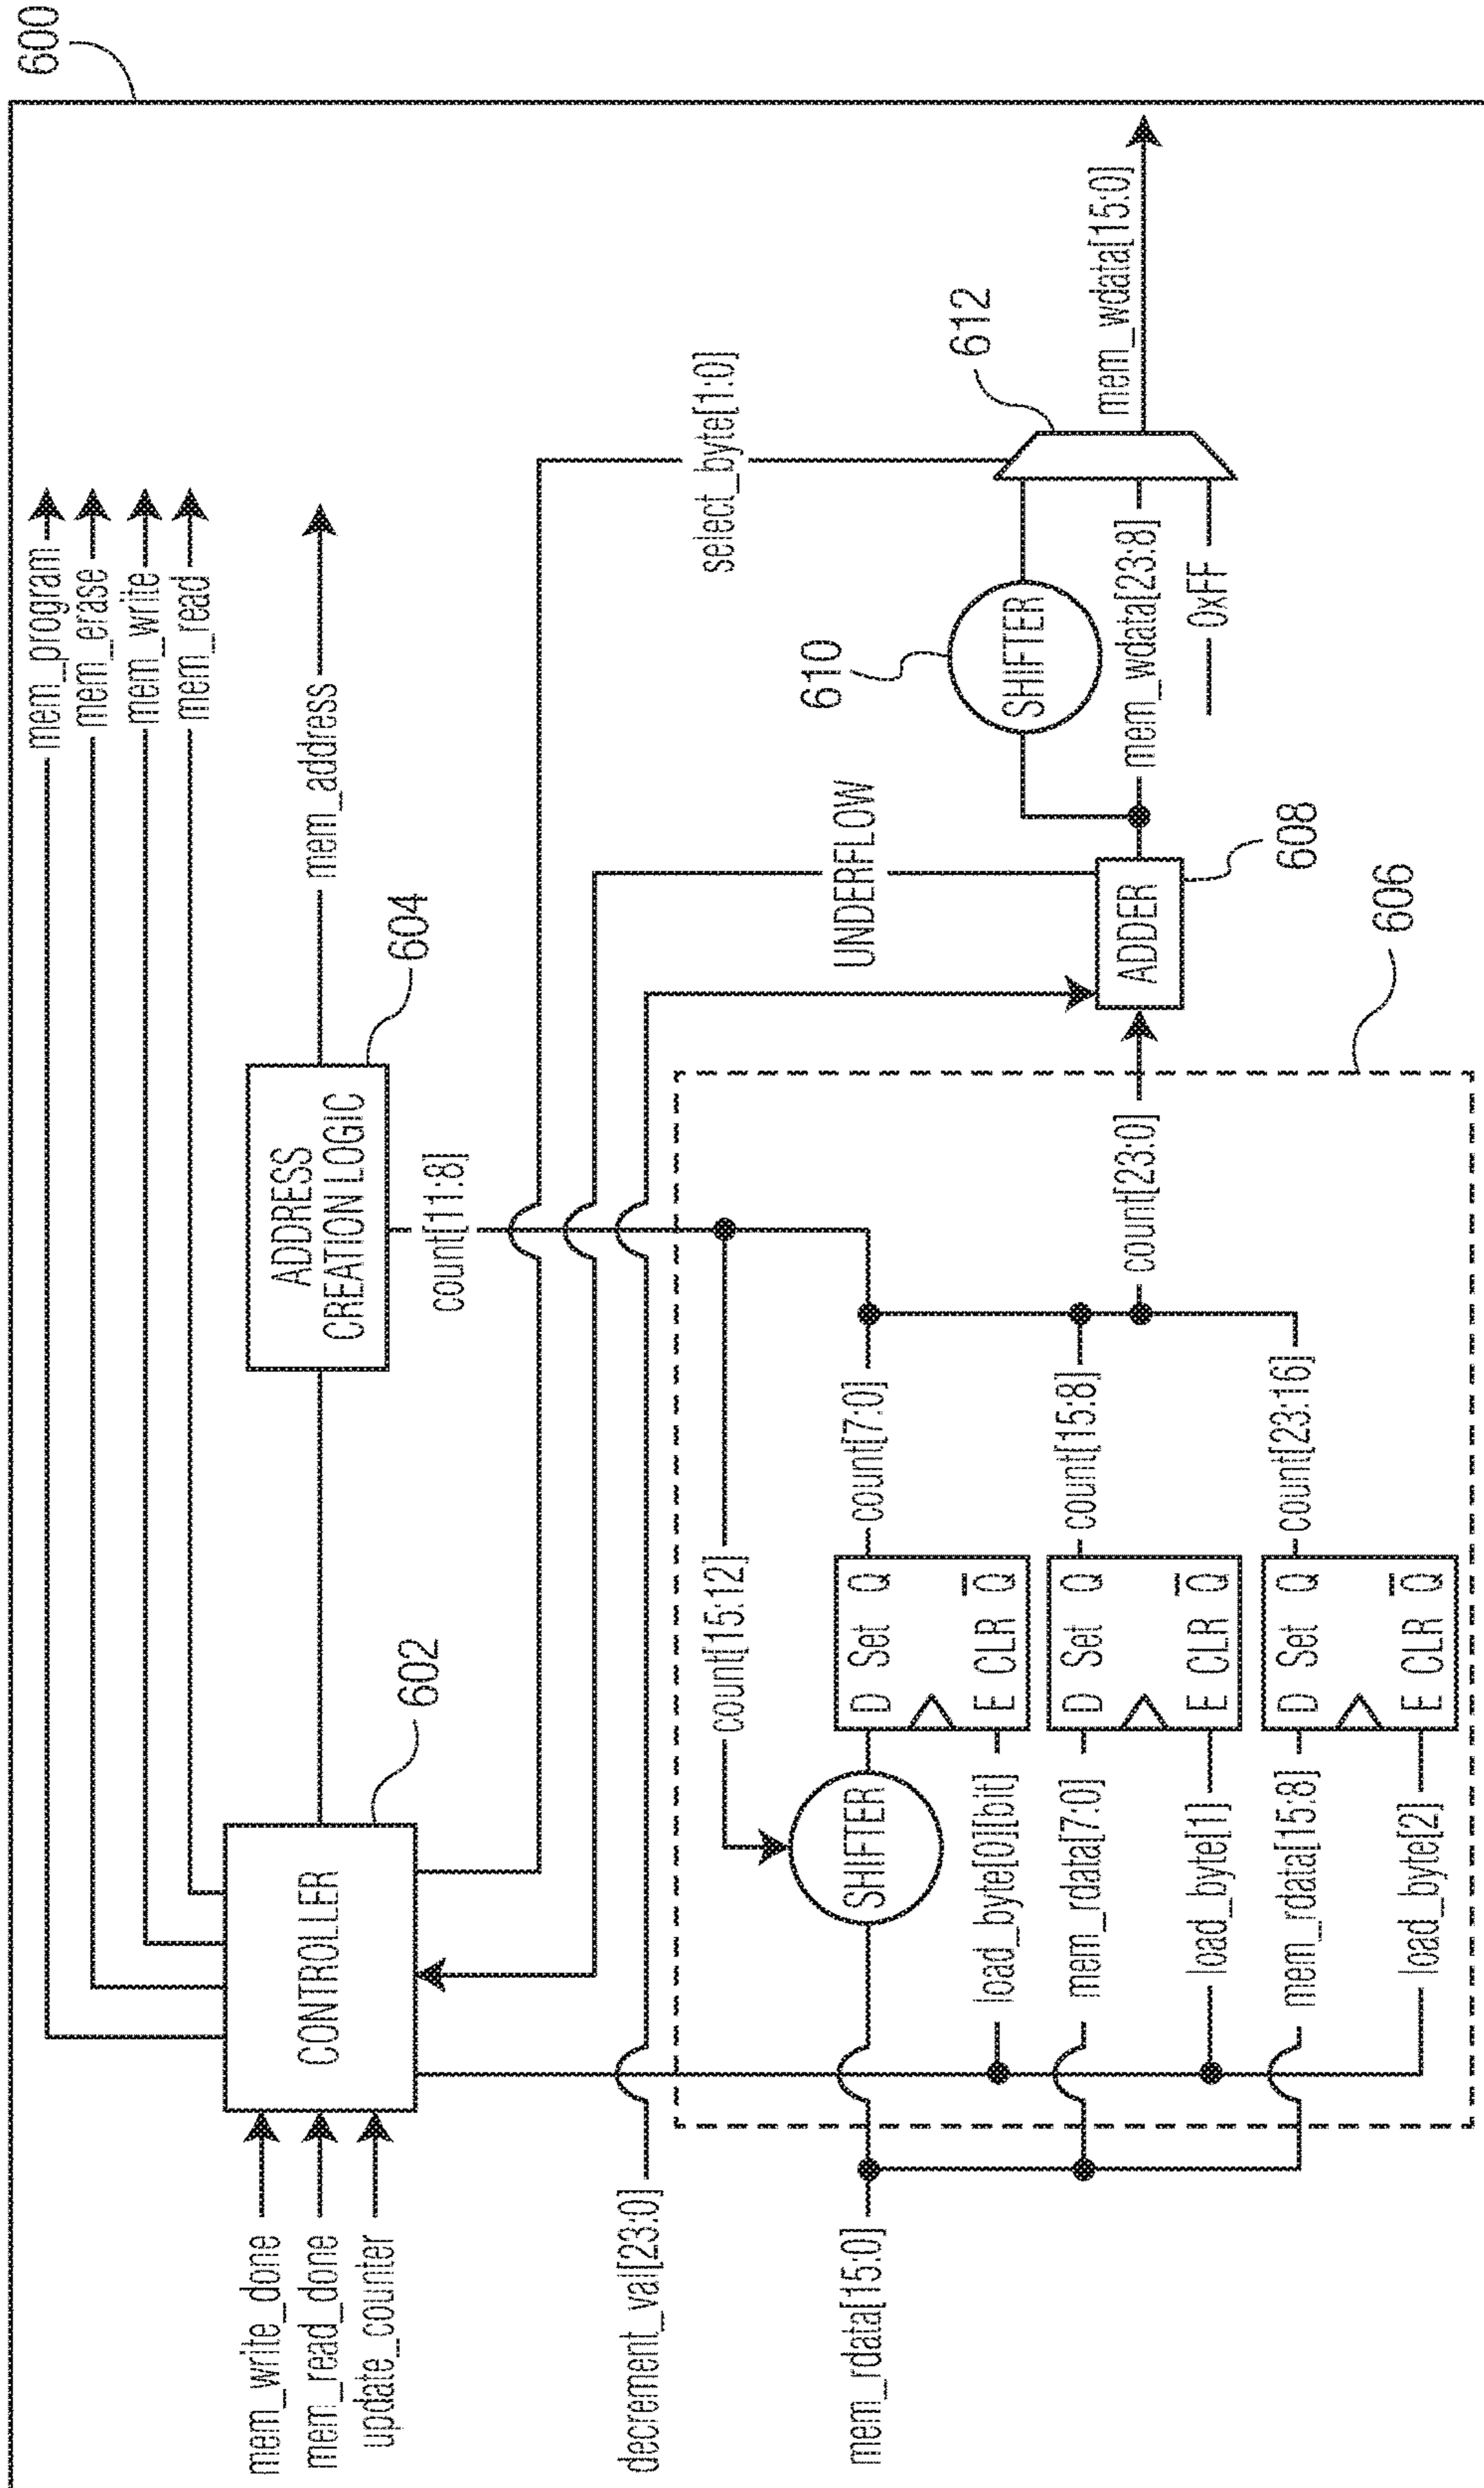 600
mem_program
mem_erase
mem_write
mem_read
mem_write_done
mem_read_done
update_counter
CONTROLLER
602
ADDRESS
CREATION LOGIC
604
mem_address
count[11:8]
select_byte[1:0]
UNDERFLOW
decrement_val[23:0]
mem_rdata[15:0]
count[15:12]
SHIFTER
D Set Q
E CLR Q
count[7:0]
load_byte[0][bit]
mem_rdata[7:0]
D Set Q
E CLR Q
count[15:8]
load_byte[1]
mem_rdata[15:8]
D Set Q
E CLR Q
count[23:16]
load_byte[2]
count[23:0]
606
ADDER
608
610
SHIFTER
mem_wdata[23:8]
0xFF
612
mem_wdata[15:0]